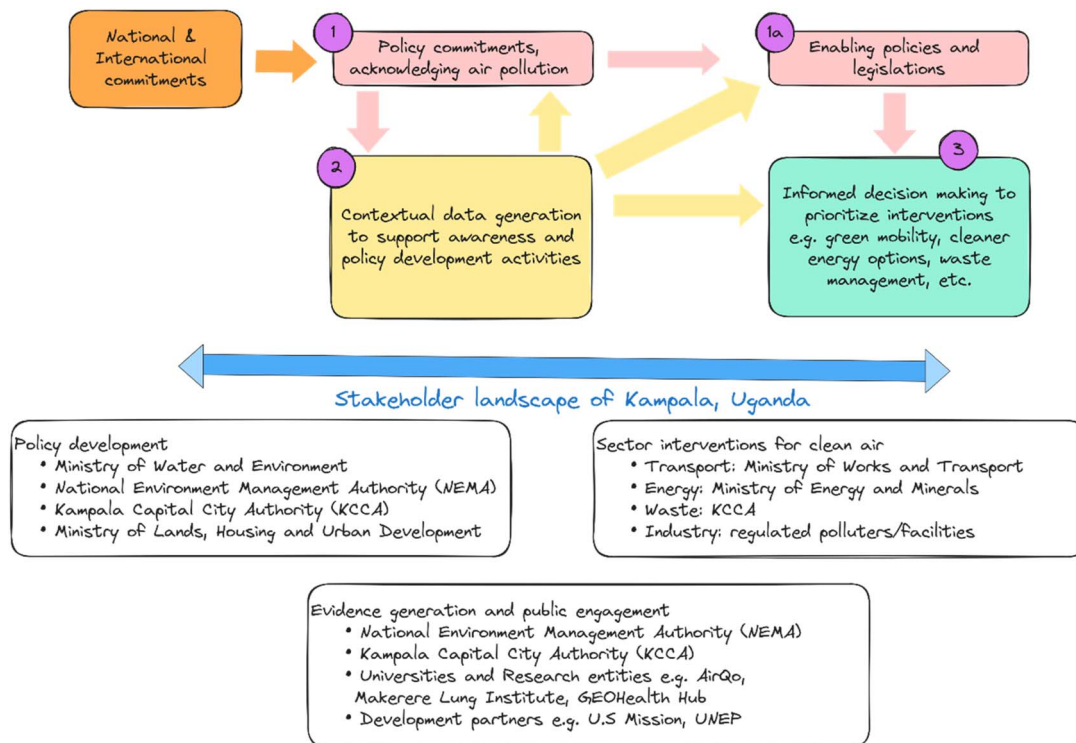 National &
International
commitments
1
Policy commitments,
acknowledging air pollution
1a
Enabling policies and
legislations
2
Contextual data generation
to support awareness and
policy development activities
3
Informed decision making to
prioritize interventions
e.g. green mobility, cleaner
energy options, waste
management, etc.
Stakeholder landscape of Kampala, Uganda
Policy development
• Ministry of Water and Environment
• National Environment Management Authority (NEMA)
• Kampala Capital City Authority (KCCA)
• Ministry of Lands, Housing and Urban Development
Sector interventions for clean air
• Transport: Ministry of Works and Transport
• Energy: Ministry of Energy and Minerals
• Waste: KCCA
• Industry: regulated polluters/facilities
Evidence generation and public engagement
• National Environment Management Authority (NEMA)
• Kampala Capital City Authority (KCCA)
• Universities and Research entities e.g. AirQo,
Makerere Lung Institute, GEOHealth Hub
• Development partners e.g. U.S Mission, UNEP